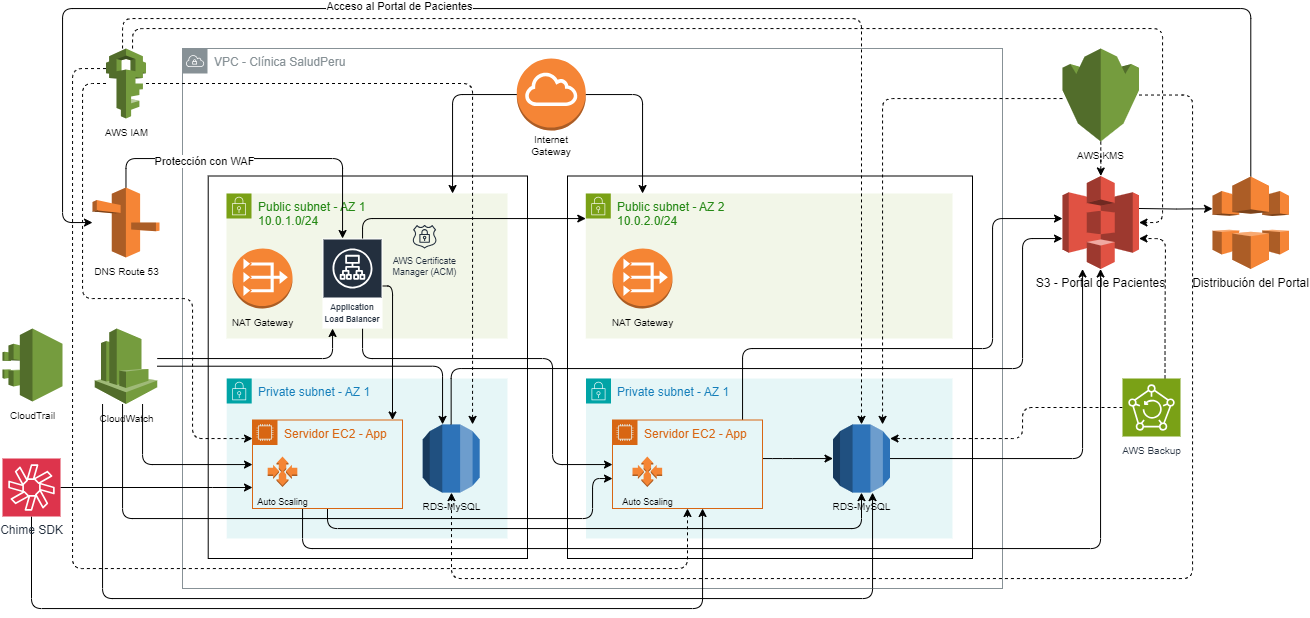 Acceso al Portal de Pacientes
VPC - Clínica SaludPeru
AWS IAM
Internet
Gateway
AWS KMS
Protección con WAF
Public subnet - AZ 1
10.0.1.0/24
Public subnet - AZ 2
10.0.2.0/24
DNS Route 53
AWS Certificate
Manager (ACM)
S3 - Portal de Pacientes
Distribución del Portal
NAT Gateway
Application
Load Balancer
NAT Gateway
CloudTrail
CloudWatch
Private subnet - AZ 1
Private subnet - AZ 1
Servidor EC2 - App
Servidor EC2 - App
AWS Backup
Auto Scaling
RDS-MySQL
Auto Scaling
RDS-MySQL
Chime SDK